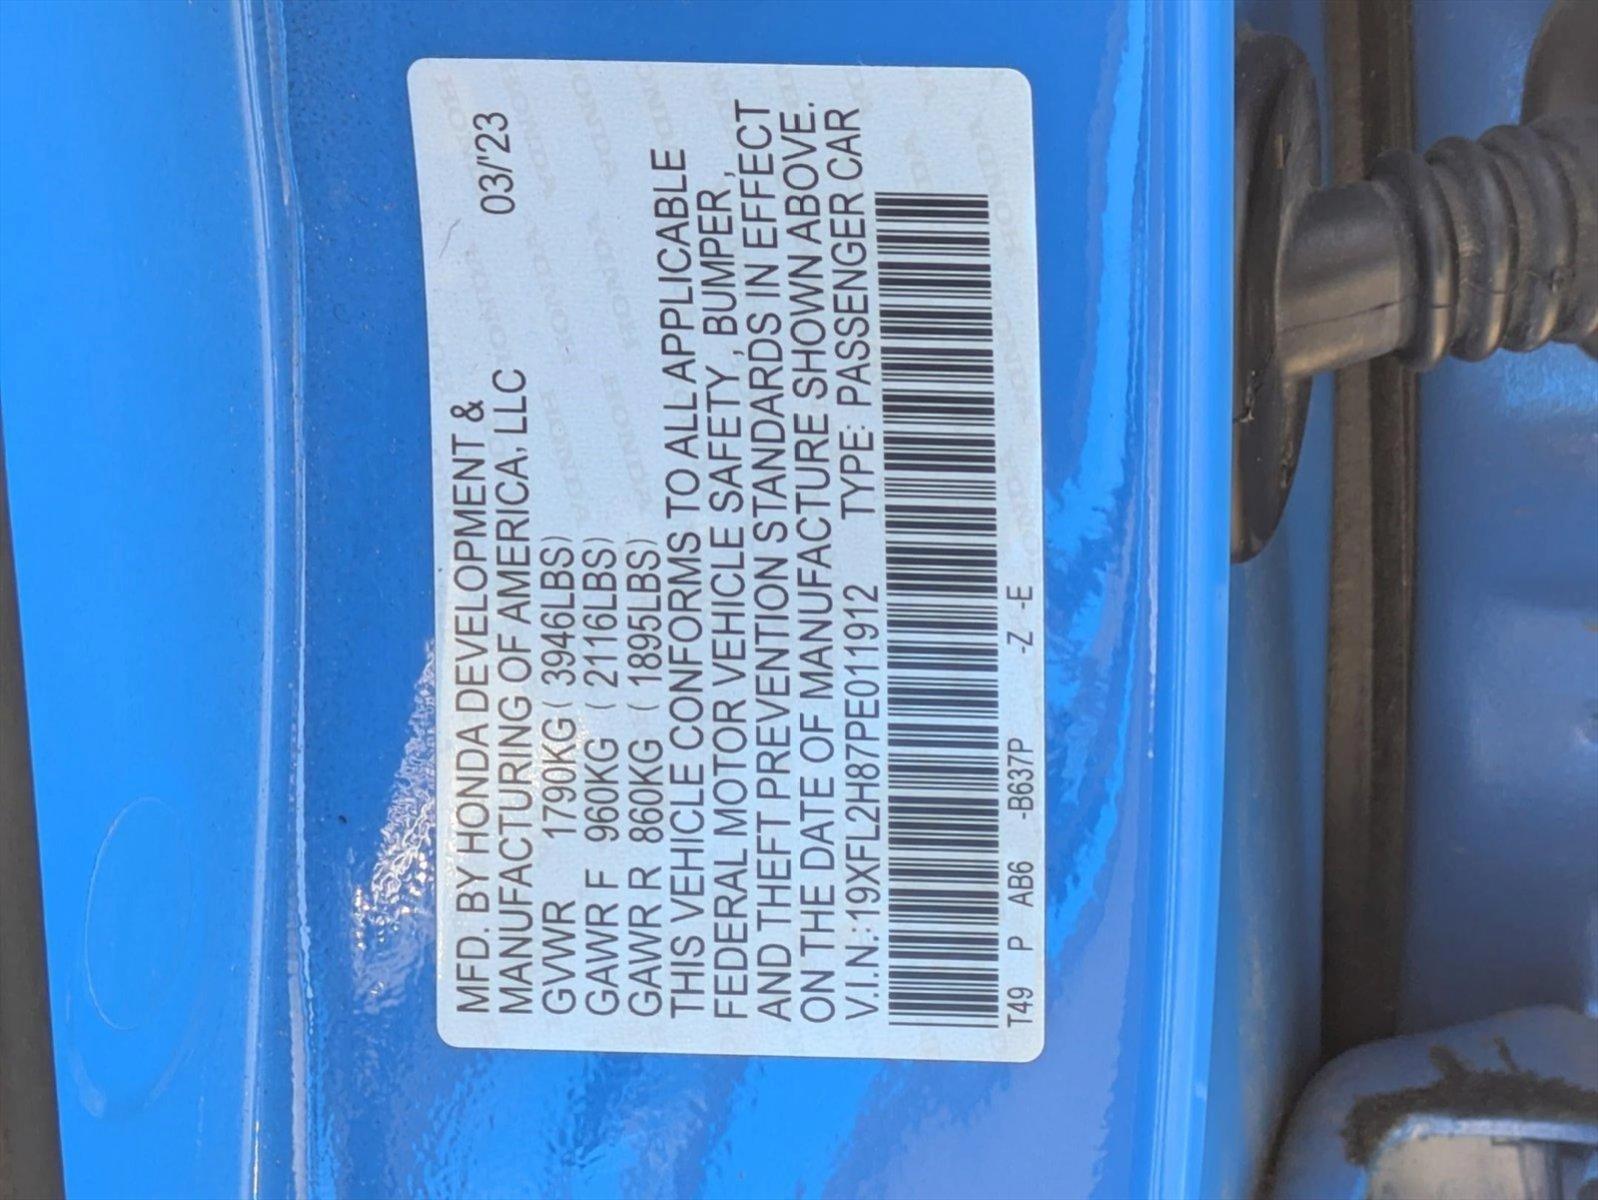 MFD. BY HONDA DEVELOPMENT &
MANUFACTURING OF AMERICA, LLC 03/'23
GVWR 1790KG ( 3946LBS)
GAWR F 960KG ( 2116LBS)
GAWR R 860KG ( 1895LBS)
THIS VEHICLE CONFORMS TO ALL APPLICABLE
FEDERAL MOTOR VEHICLE SAFETY , BUMPER,
AND THEFT PREVENTION STANDARDS IN EFFECT
ON THE DATE OF MANUFACTURE SHOWN ABOVE.
V.I.N.:19XFL2H87PE011912 TYPE: PASSENGER CAR
T49 P AB6 -B637P -Z -E